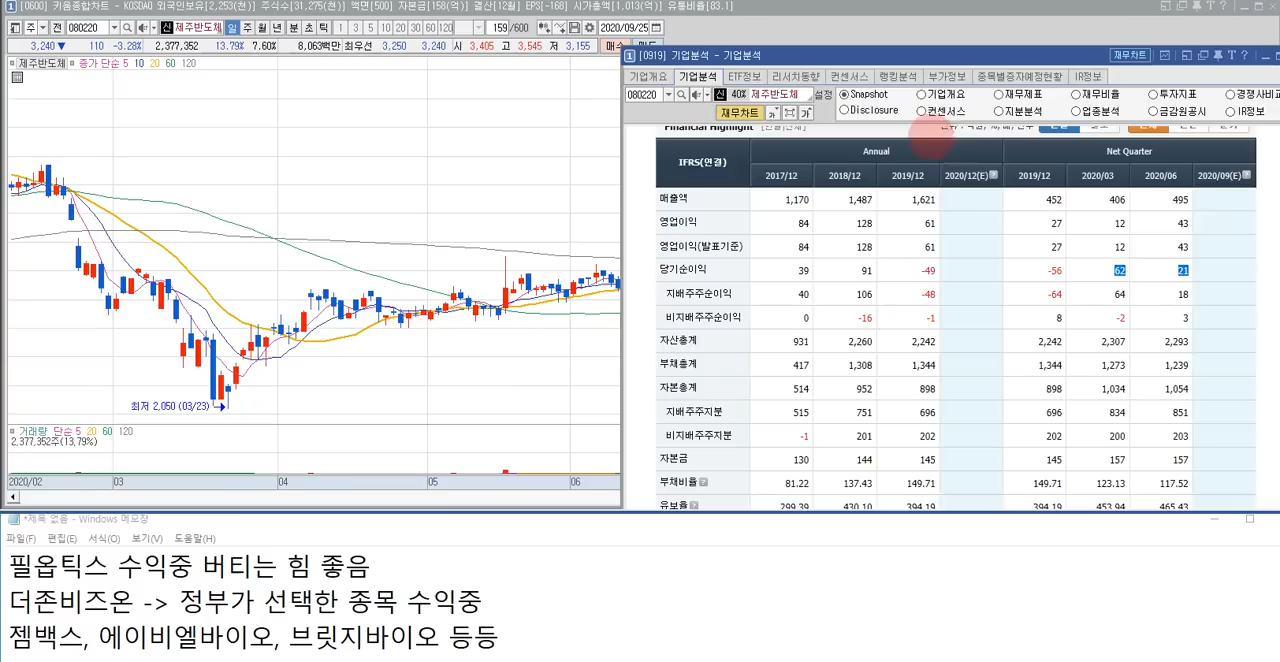 [0600] 키움종합차트 - KOSDAQ 외국인보유[2,253(천)] 주식수[31,275(천)] 액면[500] 자본금[158(억)] 결산[12월] EPS[-168] 시가총액[1,013(억)] 유통비율[83.1]
주 전 080220 신 제주반도체 일 주 월 년 분 초 틱 1 3 5 10 20 30 60 120 159 /600 2020/09/25
3,240 ▼ 110 -3.28% 2,377,352 13.79% 7.60% 8,063백만 최우선 3,250 3,240 시 3,405 고 3,545 저 3,155 매수
제주반도체 종가 단순 5 10 20 60 120
최저 2,050 (03/23)
거래량 단순 5 20 60 120
2,377,352주(13,79%)
2020/02 03 04 05 06
[0919] 기업분석 - 기업분석 재무차트
기업개요 기업분석 ETF정보 리서치동향 컨센서스 랭킹분석 부가정보 종목별증자예정현황 IR정보
080220 신 40% 제주반도체 설정 Snapshot 기업개요 재무제표 재무비율 투자지표 경쟁사비교
재무차트 가 가 Disclosure 컨센서스 지분분석 업종분석 금감원공시 IR정보
Financial Highlight [연결|전체]
IFRS(연결) Annual Net Quarter
2017/12 2018/12 2019/12 2020/12(E) 2019/12 2020/03 2020/06 2020/09(E)
매출액 1,170 1,487 1,621 452 406 495
영업이익 84 128 61 27 12 43
영업이익(발표기준) 84 128 61 27 12 43
당기순이익 39 91 -49 -56 62 21
지배주주순이익 40 106 -48 -64 64 18
비지배주주순이익 0 -16 -1 8 -2 3
자산총계 931 2,260 2,242 2,242 2,307 2,293
부채총계 417 1,308 1,344 1,344 1,273 1,239
자본총계 514 952 898 898 1,034 1,054
지배주주지분 515 751 696 696 834 851
비지배주주지분 -1 201 202 202 200 203
자본금 130 144 145 145 157 157
부채비율 81.22 137.43 149.71 149.71 123.13 117.52
유보율 299.39 430.10 394.19 394.19 453.94 465.43
*제목 없음 - Windows 메모장
파일(F) 편집(E) 서식(O) 보기(V) 도움말(H)
필옵틱스 수익중 버티는 힘 좋음
더존비즈온 -> 정부가 선택한 종목 수익중
젬백스, 에이비엘바이오, 브릿지바이오 등등